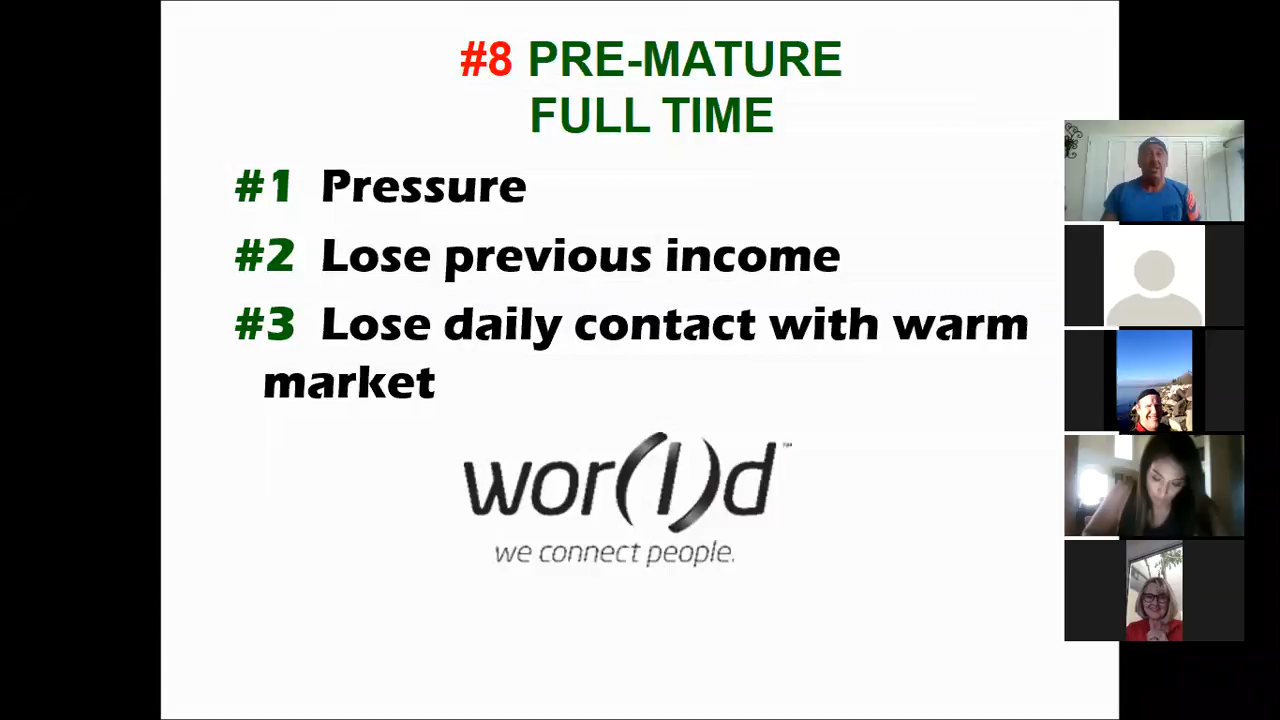 #8 PRE-MATURE
FULL TIME
#1 Pressure
#2 Lose previous income
#3 Lose daily contact with warm
market
wor(l)d™
we connect people.